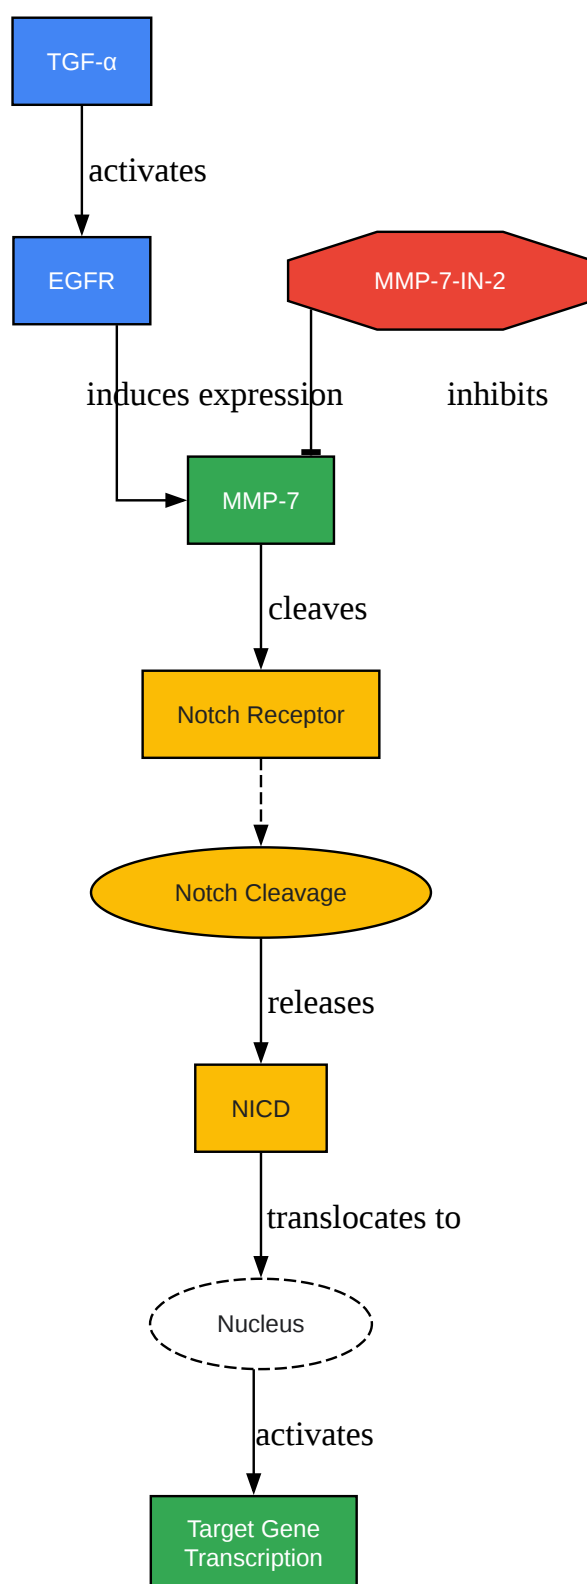 TGF-α
activates
EGFR
MMP-7-IN-2
induces expression
inhibits
MMP-7
cleaves
Notch Receptor
Notch Cleavage
releases
NICD
translocates to
Nucleus
activates
Target Gene
Transcription